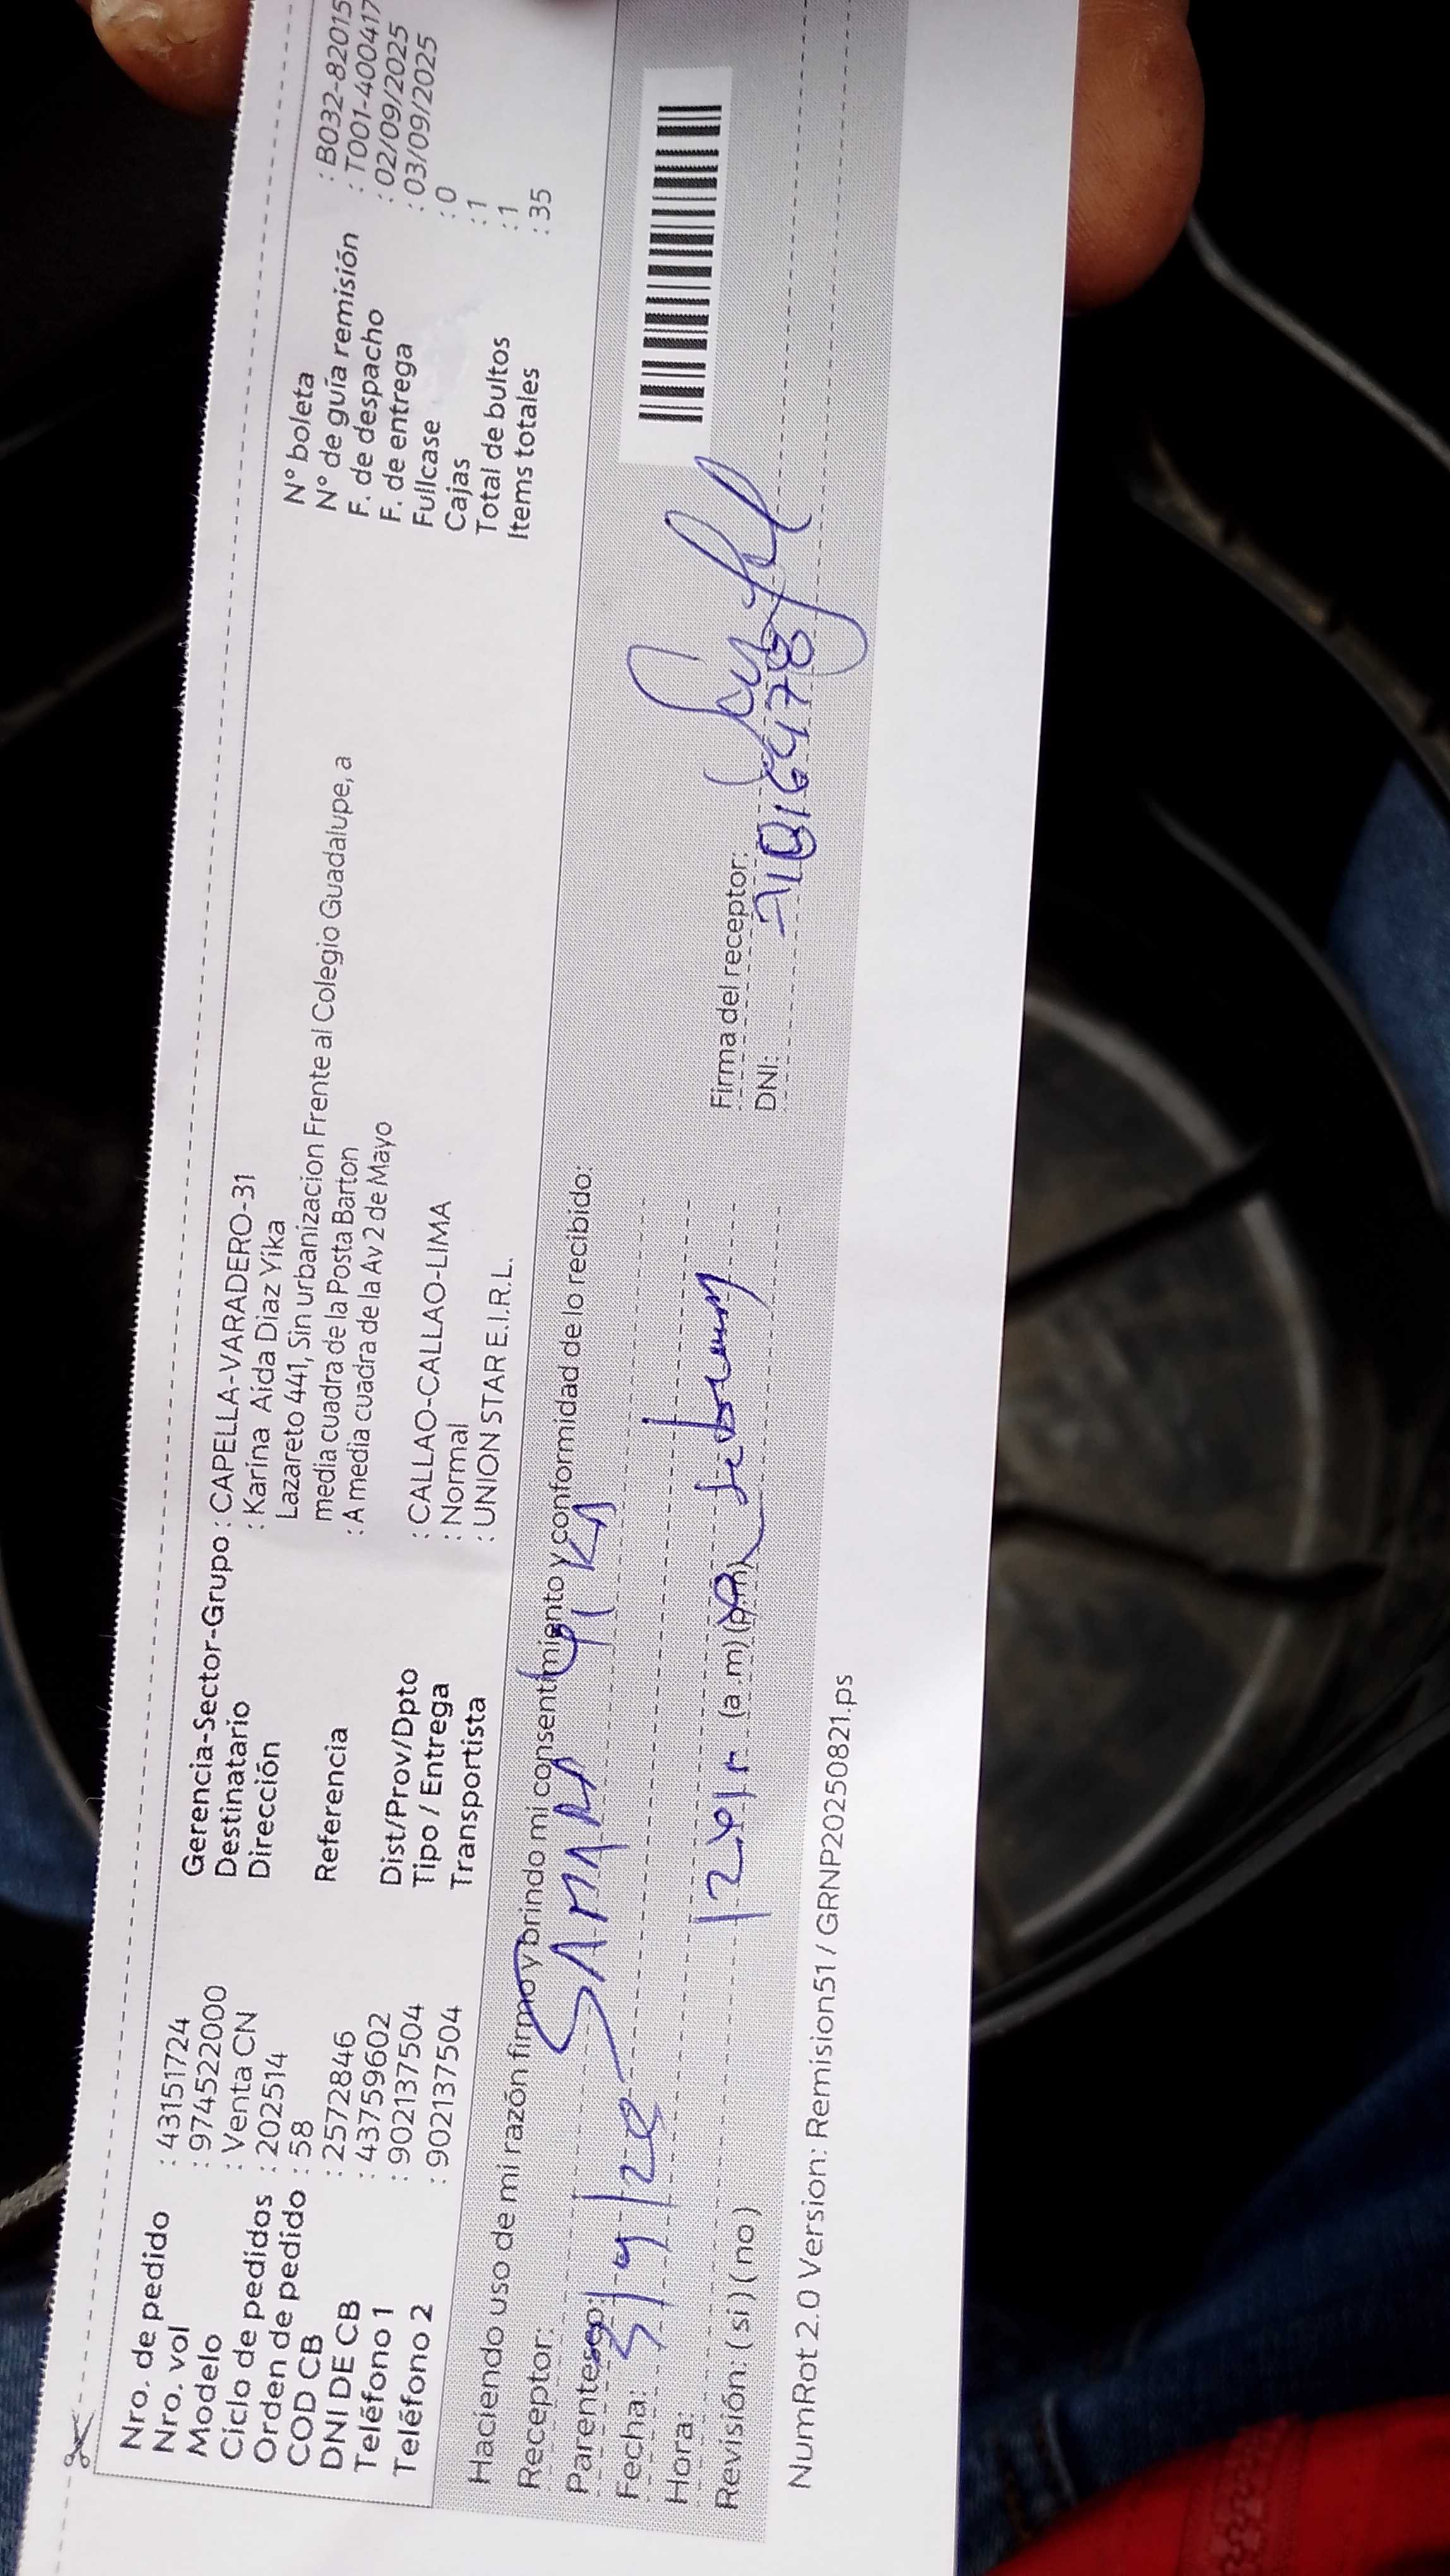 Nro. de pedido : 43151724
Nro. vol : 974522000
Modelo : Venta CN
Ciclo de pedidos : 202514
Orden de pedido : 58
COD CB : 2572846
DNI DE CB : 43759602
Teléfono 1 : 902137504
Teléfono 2 : 902137504
Gerencia-Sector-Grupo : CAPELLA-VARADERO-31
Destinatario : Karina Aida Diaz Yika
Dirección Lazareto 441, Sin urbanizacion Frente al Colegio Guadalupe, a
media cuadra de la Posta Barton
Referencia : A media cuadra de la Av 2 de Mayo
Dist/Prov/Dpto : CALLAO-CALLAO-LIMA
Tipo / Entrega : Normal
Transportista : UNION STAR E.I.R.L.
N° boleta : B032-82015
N° de guía remisión : T001-400417
F. de despacho : 02/09/2025
F. de entrega : 03/09/2025
Fullcase : 0
Cajas : 1
Total de bultos : 1
Items totales : 35
Haciendo uso de mi razón firmo y brindo mi consentimiento y conformidad de lo recibido:
Receptor: SAMAA YIKA
Parentesco:
Fecha: 3/9/25
Hora:
Revisión: ( si ) ( no ) (a.m) (p.m)
Firma del receptor:
DNI:
NumRot 2.0 Version: Remision51 / GRNP20250821.ps